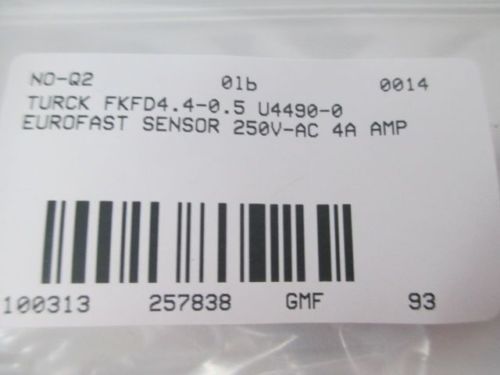 NO-Q2 01b 0014
TURCK FKFD4.4-0.5 U4490-0
EUROFAST SENSOR 250V-AC 4A AMP
100313 257838 GMF 93